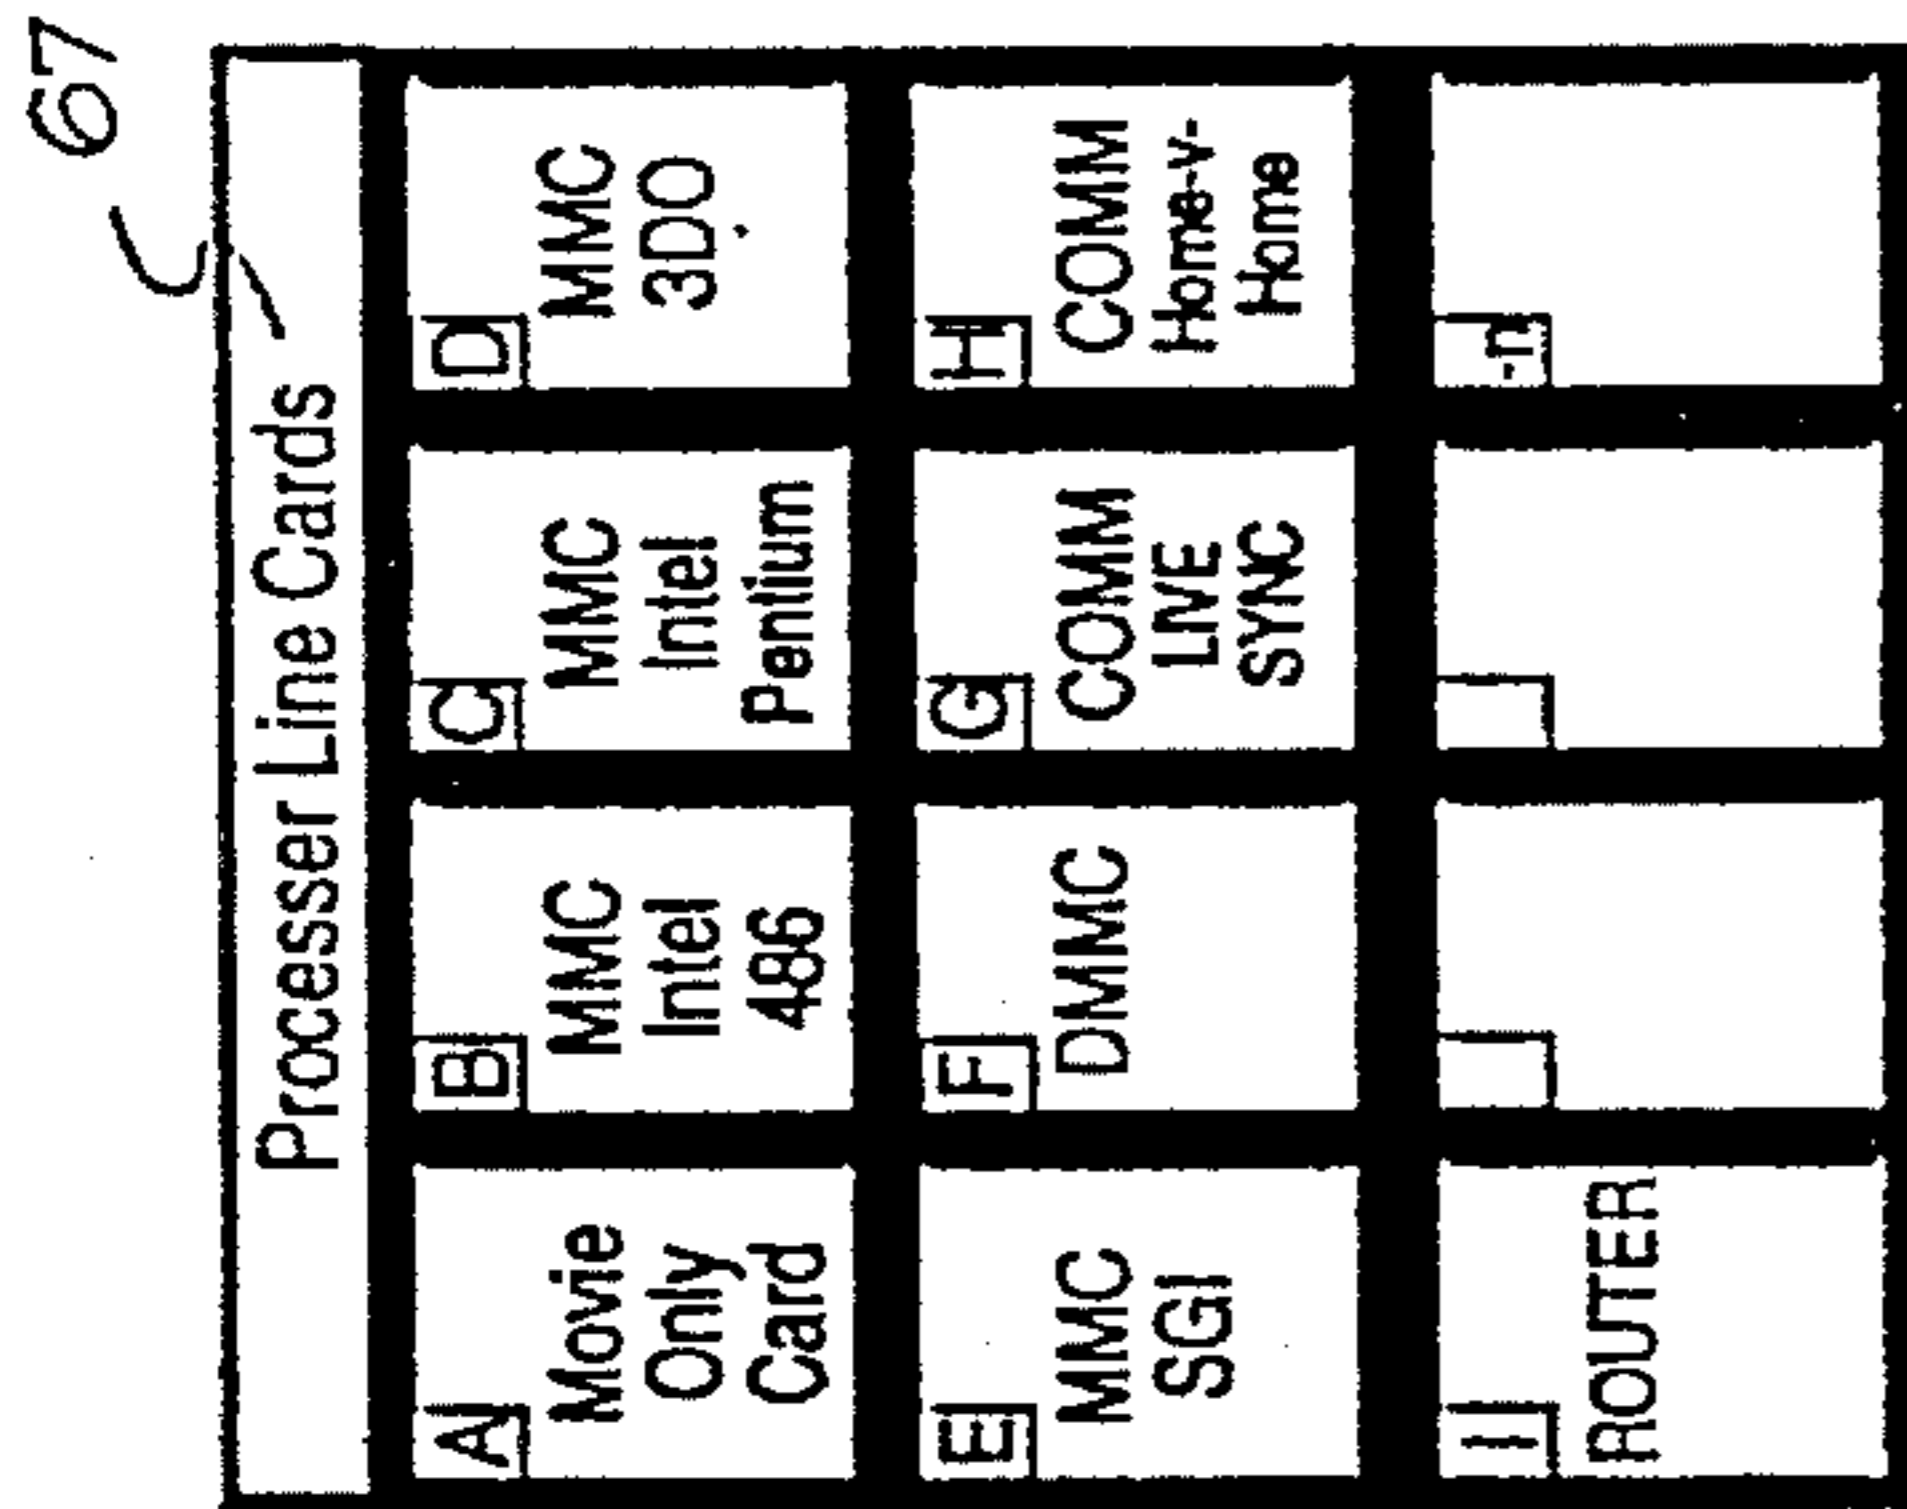 67
Processer Line Cards
A
Movie
Only
Card
B
MMC
Intel
486
C
MMC
Intel
Pentium
D
MMC
3DO
E
MMC
SGI
F
DMMC
G
COMM
LIVE
SYNC
H
COMM
Home-v-
Home
I
ROUTER
-n